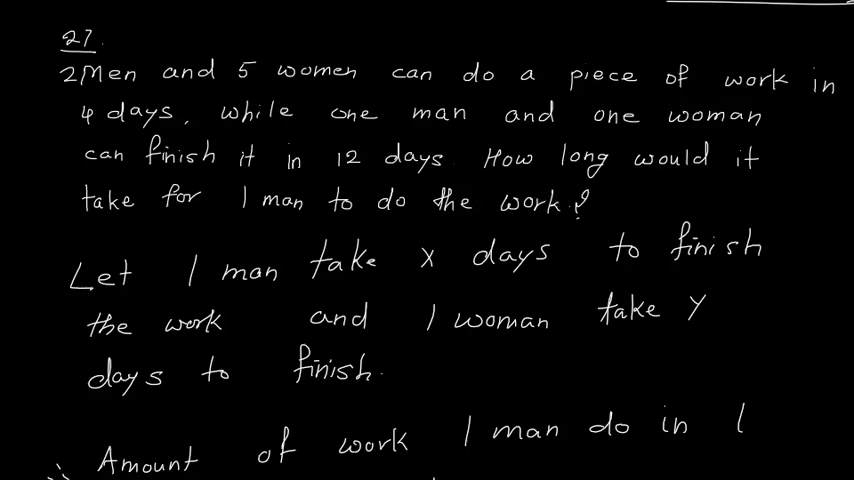 27.
2Men and 5 women can do a piece of work in
4 days, while one man and one woman
can finish it in 12 days. How long would it
take for 1 man to do the work?
Let 1 man take x days to finish
the work and 1 woman take y
days to finish.
∴ Amount of work 1 man do in 1